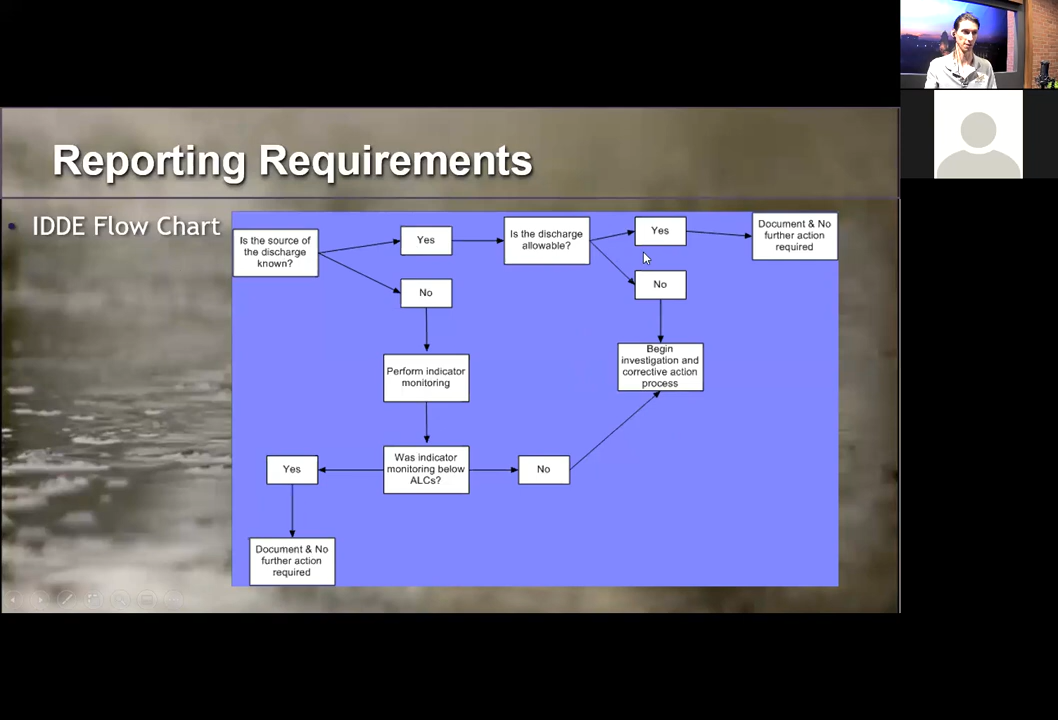 Reporting Requirements
• IDDE Flow Chart
Is the source of
the discharge
known?
Yes
Is the discharge
allowable?
Yes
Document & No
further action
required
No
No
Perform indicator
monitoring
Begin
investigation and
corrective action
process
Was indicator
monitoring below
ALCs?
Yes
No
Document & No
further action
required